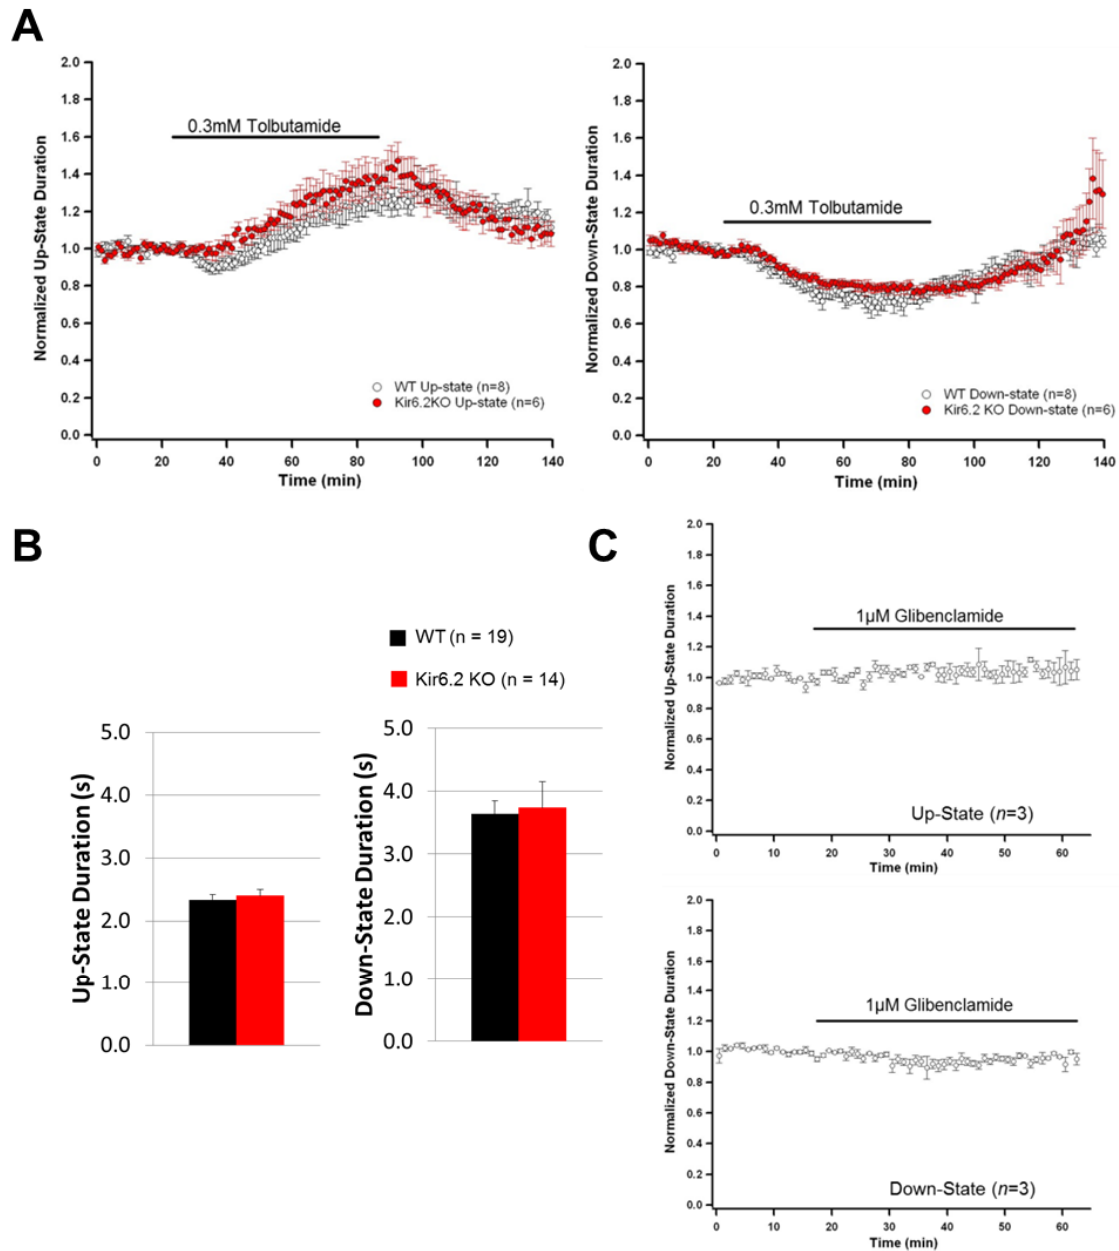 A
2.0
1.8
1.6
1.4
1.2
1.0
0.8
0.6
0.4
0.2
0.0
Normalized Up-State Duration
0.3mM Tolbutamide
WT Up-state (n=8)
Kir6.2KO Up-state (n=6)
0 20 40 60 80 100 120 140
Time (min)
2.0
1.8
1.6
1.4
1.2
1.0
0.8
0.6
0.4
0.2
0.0
Normalized Down-State Duration
0.3mM Tolbutamide
WT Down-state (n=8)
Kir6.2 KO Down-state (n=6)
0 20 40 60 80 100 120 140
Time (min)
B
WT (n = 19)
Kir6.2 KO (n = 14)
5.0
4.0
3.0
2.0
1.0
0.0
Up-State Duration (s)
5.0
4.0
3.0
2.0
1.0
0.0
Down-State Duration (s)
C
2.0
1.8
1.6
1.4
1.2
1.0
0.8
0.6
0.4
0.2
0.0
Normalized Up-State Duration
1µM Glibenclamide
Up-State (n=3)
0 10 20 30 40 50 60
Time (min)
2.0
1.8
1.6
1.4
1.2
1.0
0.8
0.6
0.4
0.2
0.0
Normalized Down-State Duration
1µM Glibenclamide
Down-State (n=3)
0 10 20 30 40 50 60
Time (min)